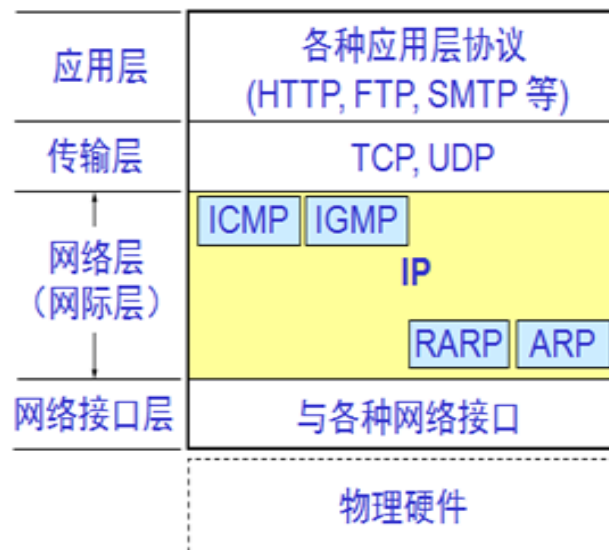 应用层
各种应用层协议
(HTTP, FTP, SMTP 等)
传输层
TCP, UDP
网络层
（网际层）
ICMP
IGMP
IP
RARP
ARP
网络接口层
与各种网络接口
物理硬件